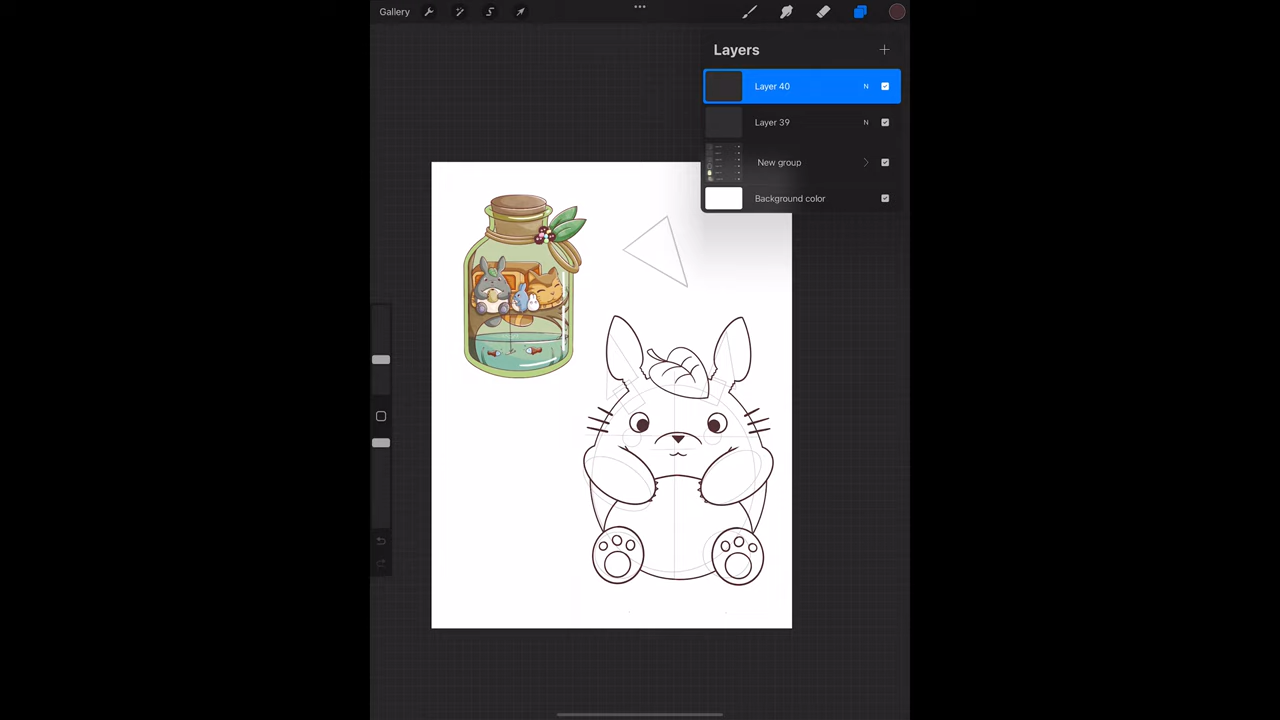 Gallery
Layers
Layer 40 N
Layer 39 N
New group
Background color